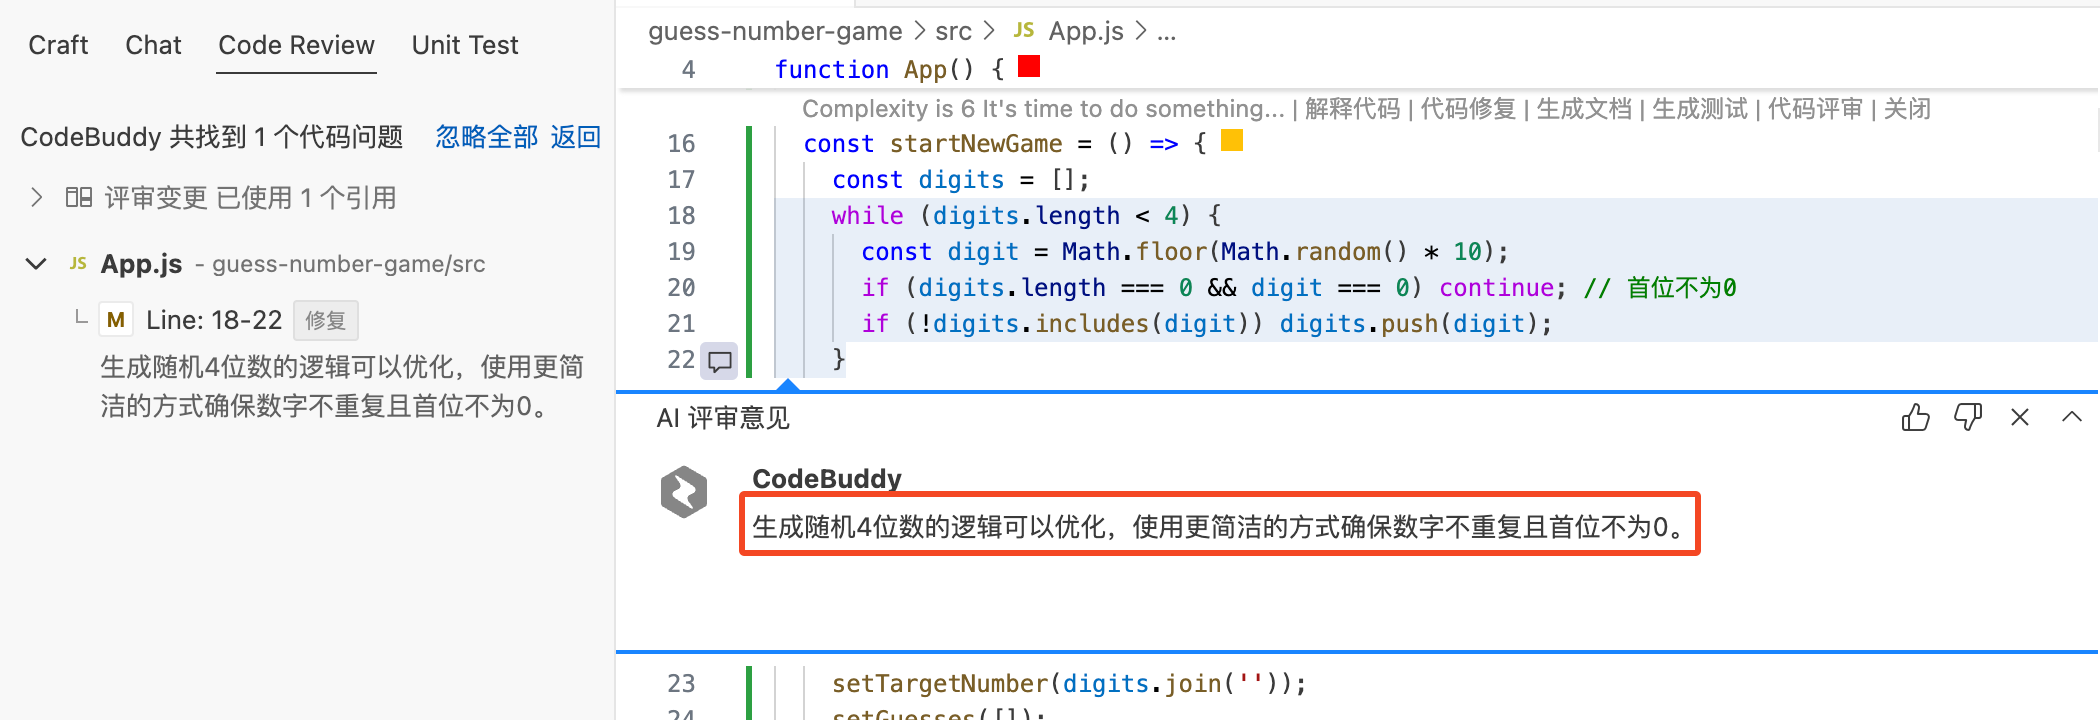 Craft Chat Code Review Unit Test
CodeBuddy 共找到 1 个代码问题 忽略全部 返回
评审变更 已使用 1 个引用
JS App.js - guess-number-game/src
M Line: 18-22 修复
生成随机4位数的逻辑可以优化，使用更简
洁的方式确保数字不重复且首位不为0。
guess-number-game > src > JS App.js > ...
4 function App() {
Complexity is 6 It's time to do something... | 解释代码 | 代码修复 | 生成文档 | 生成测试 | 代码评审 | 关闭
16 const startNewGame = () => {
17 const digits = [];
18 while (digits.length < 4) {
19 const digit = Math.floor(Math.random() * 10);
20 if (digits.length === 0 && digit === 0) continue; // 首位不为0
21 if (!digits.includes(digit)) digits.push(digit);
22 }
AI 评审意见
CodeBuddy
生成随机4位数的逻辑可以优化，使用更简洁的方式确保数字不重复且首位不为0。
23 setTargetNumber(digits.join(''));
24 setGuesses([]);